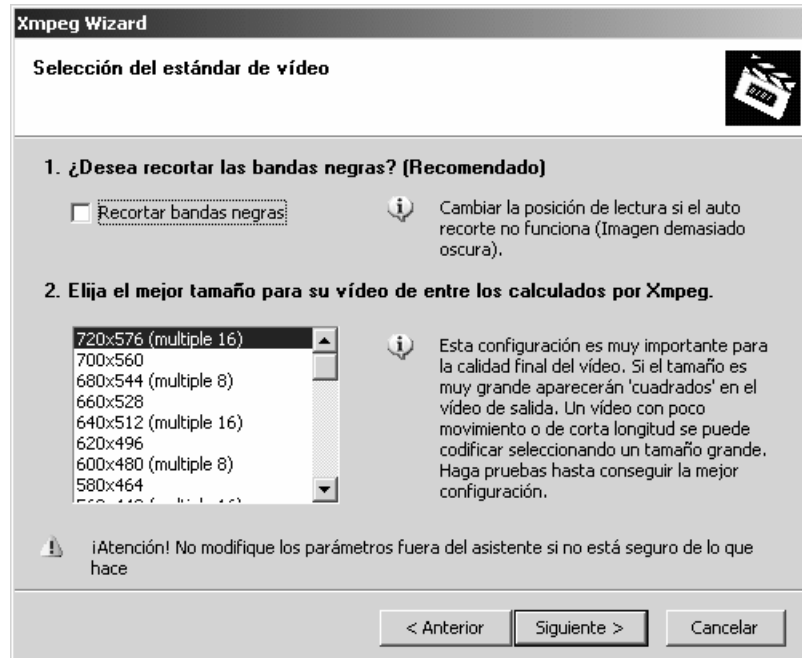 Xmpeg Wizard
Selección del estándar de vídeo
1. ¿Desea recortar las bandas negras? (Recomendado)
Recortar bandas negras
Cambiar la posición de lectura si el auto
recorte no funciona (Imagen demasiado
oscura).
2. Elija el mejor tamaño para su vídeo de entre los calculados por Xmpeg.
720x576 (multiple 16)
700x560
680x544 (multiple 8)
660x528
640x512 (multiple 16)
620x496
600x480 (multiple 8)
580x464
Esta configuración es muy importante para
la calidad final del vídeo. Si el tamaño es
muy grande aparecerán 'cuadrados' en el
vídeo de salida. Un vídeo con poco
movimiento o de corta longitud se puede
codificar seleccionando un tamaño grande.
Haga pruebas hasta conseguir la mejor
configuración.
¡Atención! No modifique los parámetros fuera del asistente si no está seguro de lo que
hace
< Anterior
Siguiente >
Cancelar